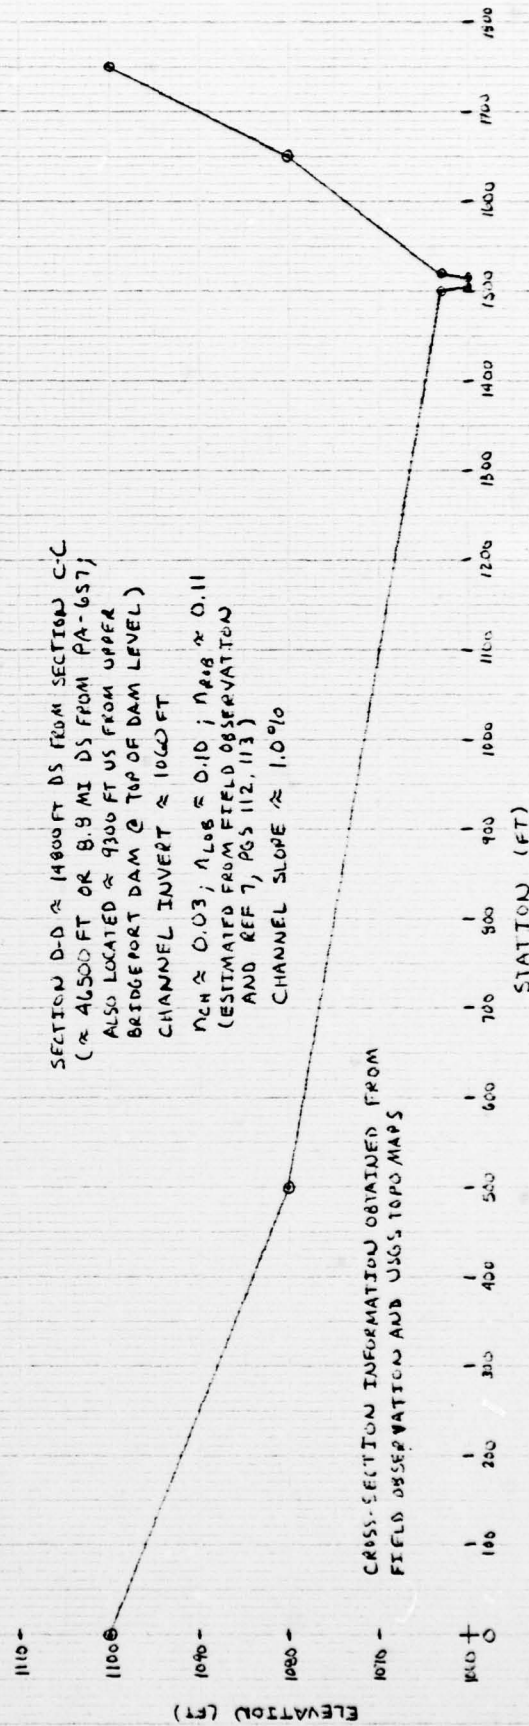 SECTION D-D ≈ 14800 FT DS FROM SECTION C-C
(≈ 46500 FT OR 8.8 MI DS FROM PA-657;
ALSO LOCATED ≈ 9300 FT US FROM UPPER
BRIDGEPORT DAM @ TOP OF DAM LEVEL)
CHANNEL INVERT ≈ 1060 FT
nCH ≈ 0.03; nLOB ≈ 0.10; nROB ≈ 0.11
(ESTIMATED FROM FIELD OBSERVATION
AND REF 7, PGS 112, 113)
CHANNEL SLOPE ≈ 1.0%
CROSS-SECTION INFORMATION OBTAINED FROM
FIELD OBSERVATION AND USGS TOPO MAPS
ELEVATION (FT)
1110
1100
1090
1080
1070
1060
0 100 200 300 400 500 600 700 800 900 1000 1100 1200 1300 1400 1500 1600 1700 1800
STATION (FT)